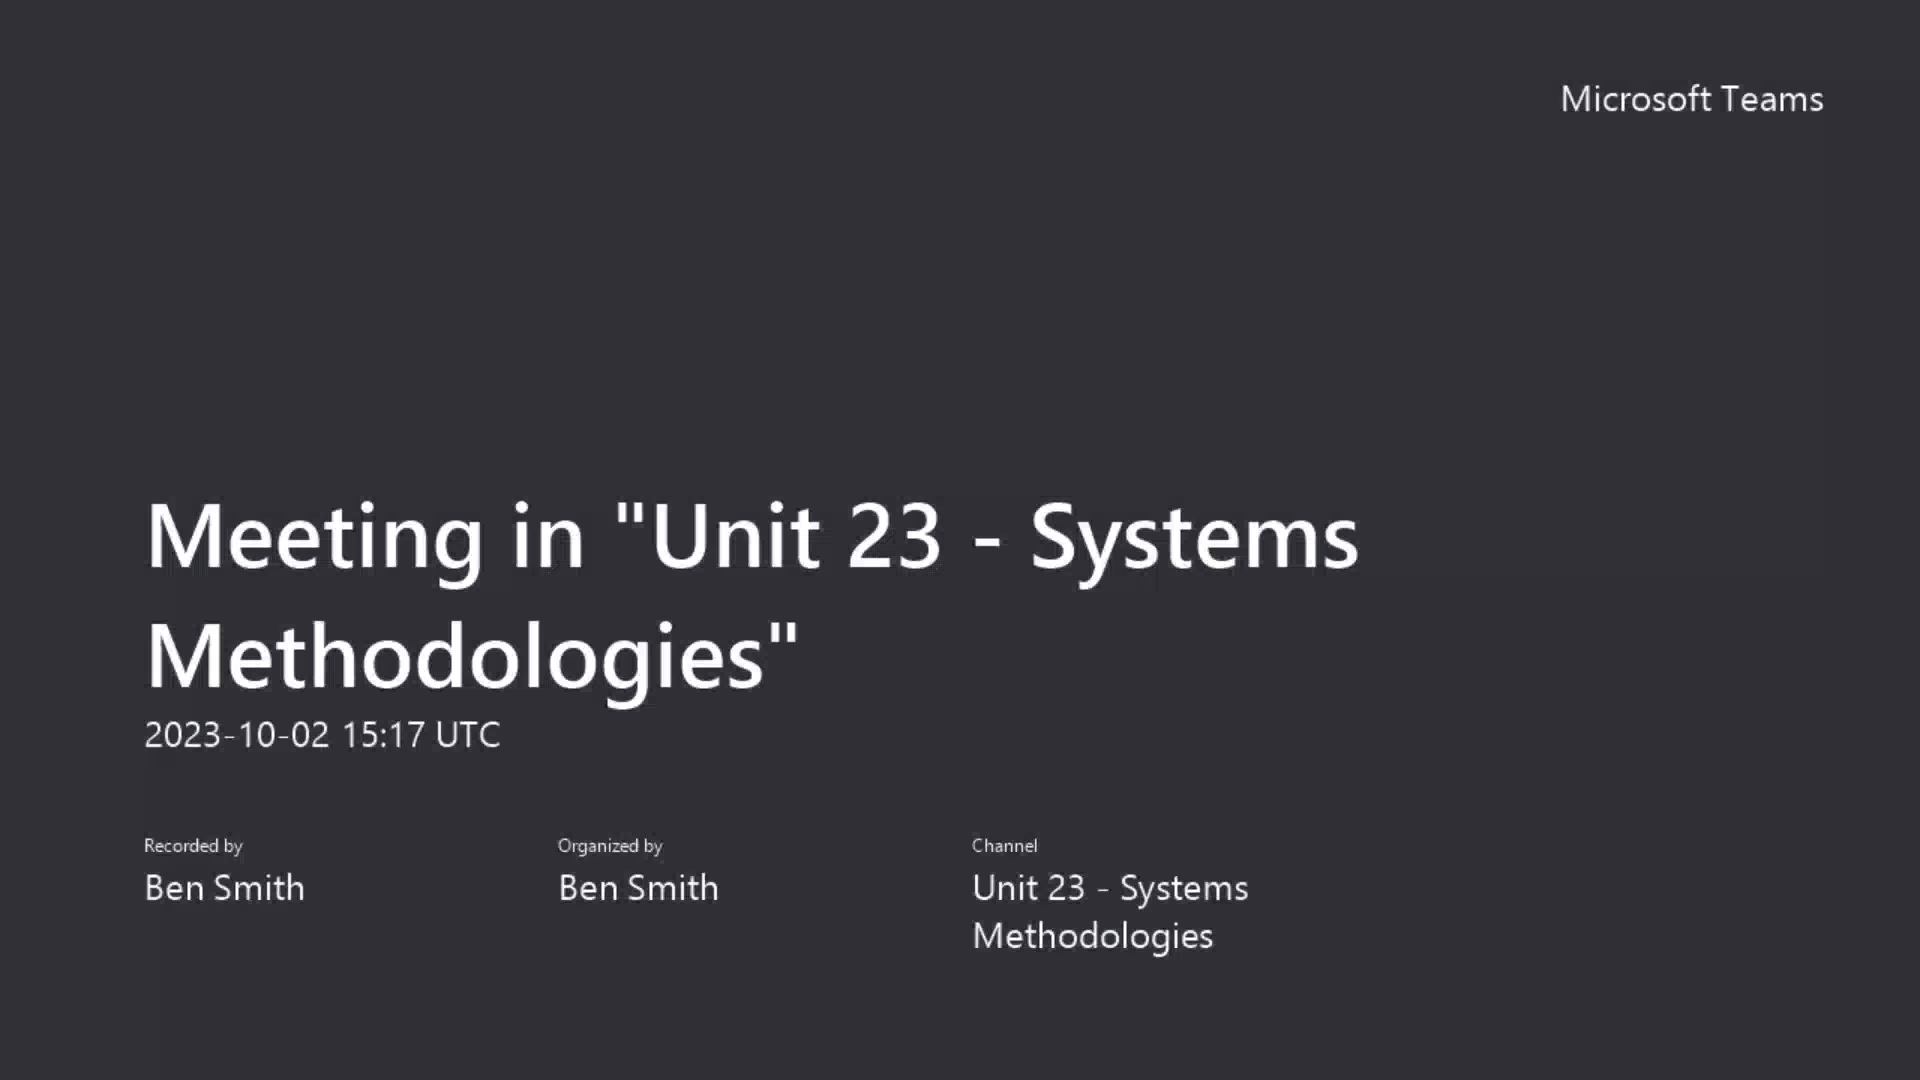 Microsoft Teams
Meeting in "Unit 23 - Systems
Methodologies"
2023-10-02 15:17 UTC
Recorded by
Ben Smith
Organized by
Ben Smith
Channel
Unit 23 - Systems
Methodologies